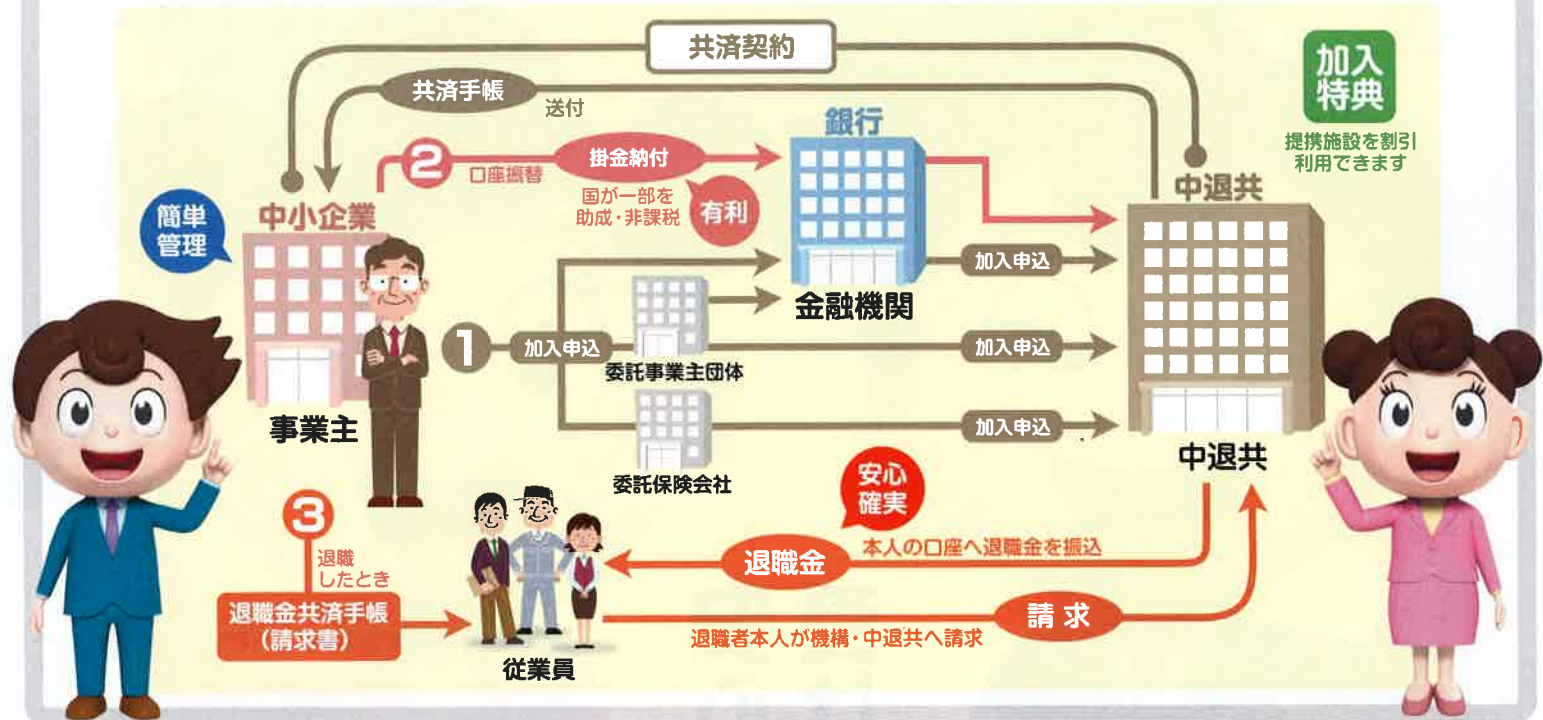 共済契約
共済手帳
送付
加入
特典
提携施設を割引
利用できます
銀行
2
口座振替
掛金納付
国が一部を
助成・非課税
有利
中退共
簡単
管理
中小企業
加入申込
金融機関
1
加入申込
加入申込
委託事業主団体
事業主
加入申込
委託保険会社
中退共
安心
確実
3
退職
したとき
退職金
本人の口座へ退職金を振込
退職金共済手帳
(請求書)
請求
退職者本人が機構・中退共へ請求
従業員